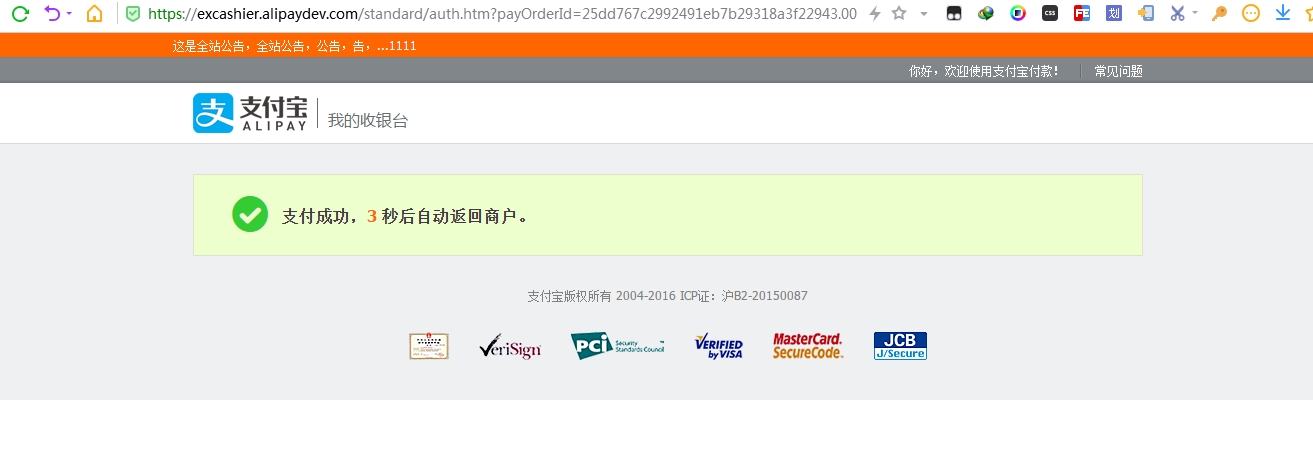 https://excashier.alipaydev.com/standard/auth.htm?payOrderId=25dd767c2992491eb7b29318a3f22943.00
css
FE
划
这是全站公告，全站公告，公告，告，...1111
你好，欢迎使用支付宝付款！
常见问题
支付宝
ALIPAY
我的收银台
支付成功，3 秒后自动返回商户。
支付宝版权所有 2004-2016 ICP证：沪B2-20150087
VeriSign
PCI Security Standards Council
VERIFIED by VISA
MasterCard. SecureCode.
JCB J/Secure